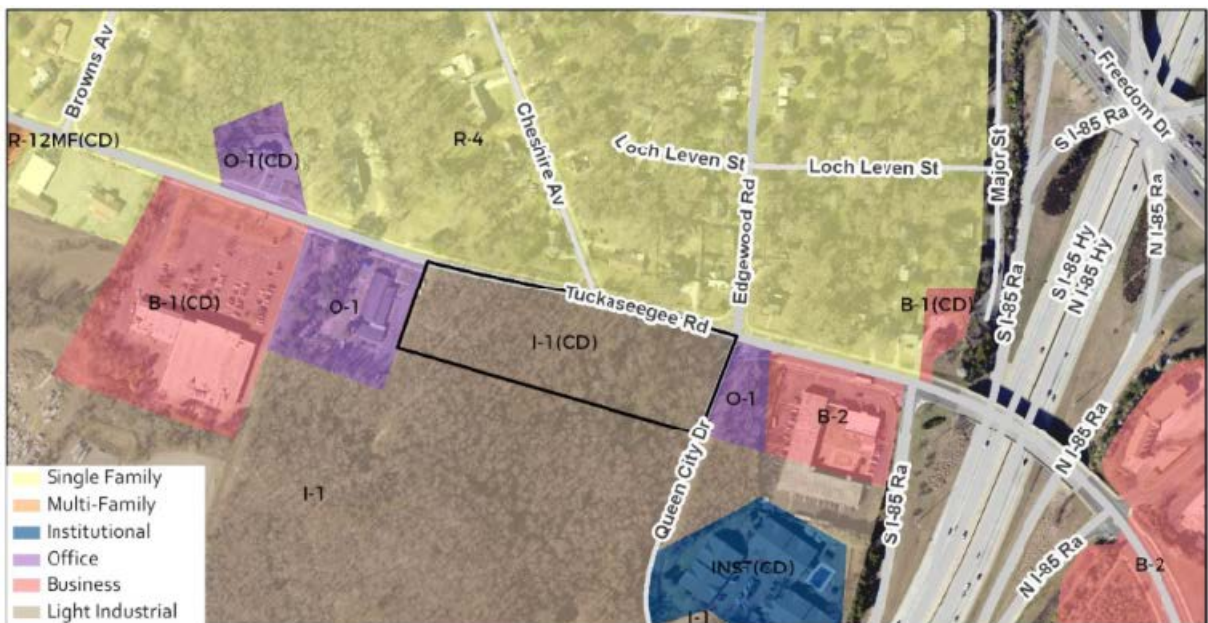 Browns Av
R-12MF(CD)
O-1(CD)
R-4
Cheshire Av
Loch Leven St
Loch Leven St
Edgewood Rd
Major St
Freedom Dr
S I-85 Ra
N I-85 Ra
S I-85 Hy
N I-85 Hy
S I-85 Ra
B-1(CD)
B-1(CD)
O-1
Tuckaseegee Rd
I-1(CD)
O-1
B-2
N I-85 Ra
Queen City Dr
S I-85 Ra
I-1
INST(CD)
I-1
N I-85 Ra
B-2
Single Family
Multi-Family
Institutional
Office
Business
Light Industrial